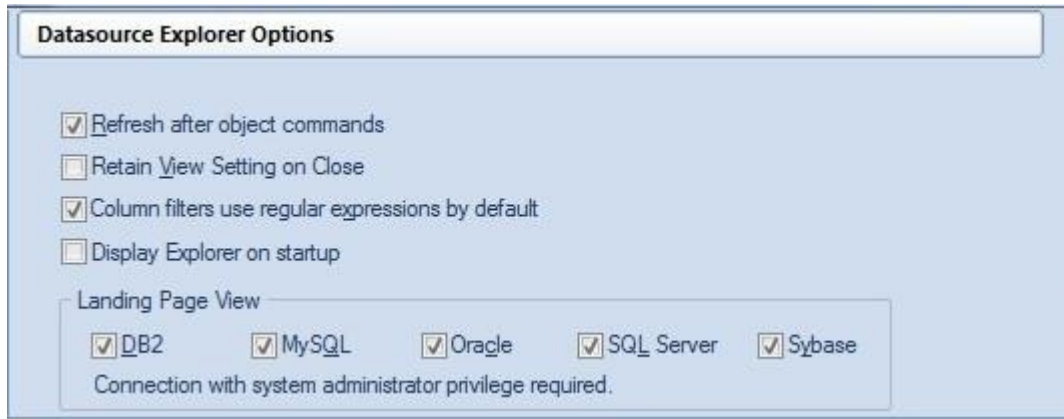 Datasource Explorer Options
Refresh after object commands
Retain View Setting on Close
Column filters use regular expressions by default
Display Explorer on startup
Landing Page View
DB2 MySQL Oracle SQL Server Sybase
Connection with system administrator privilege required.